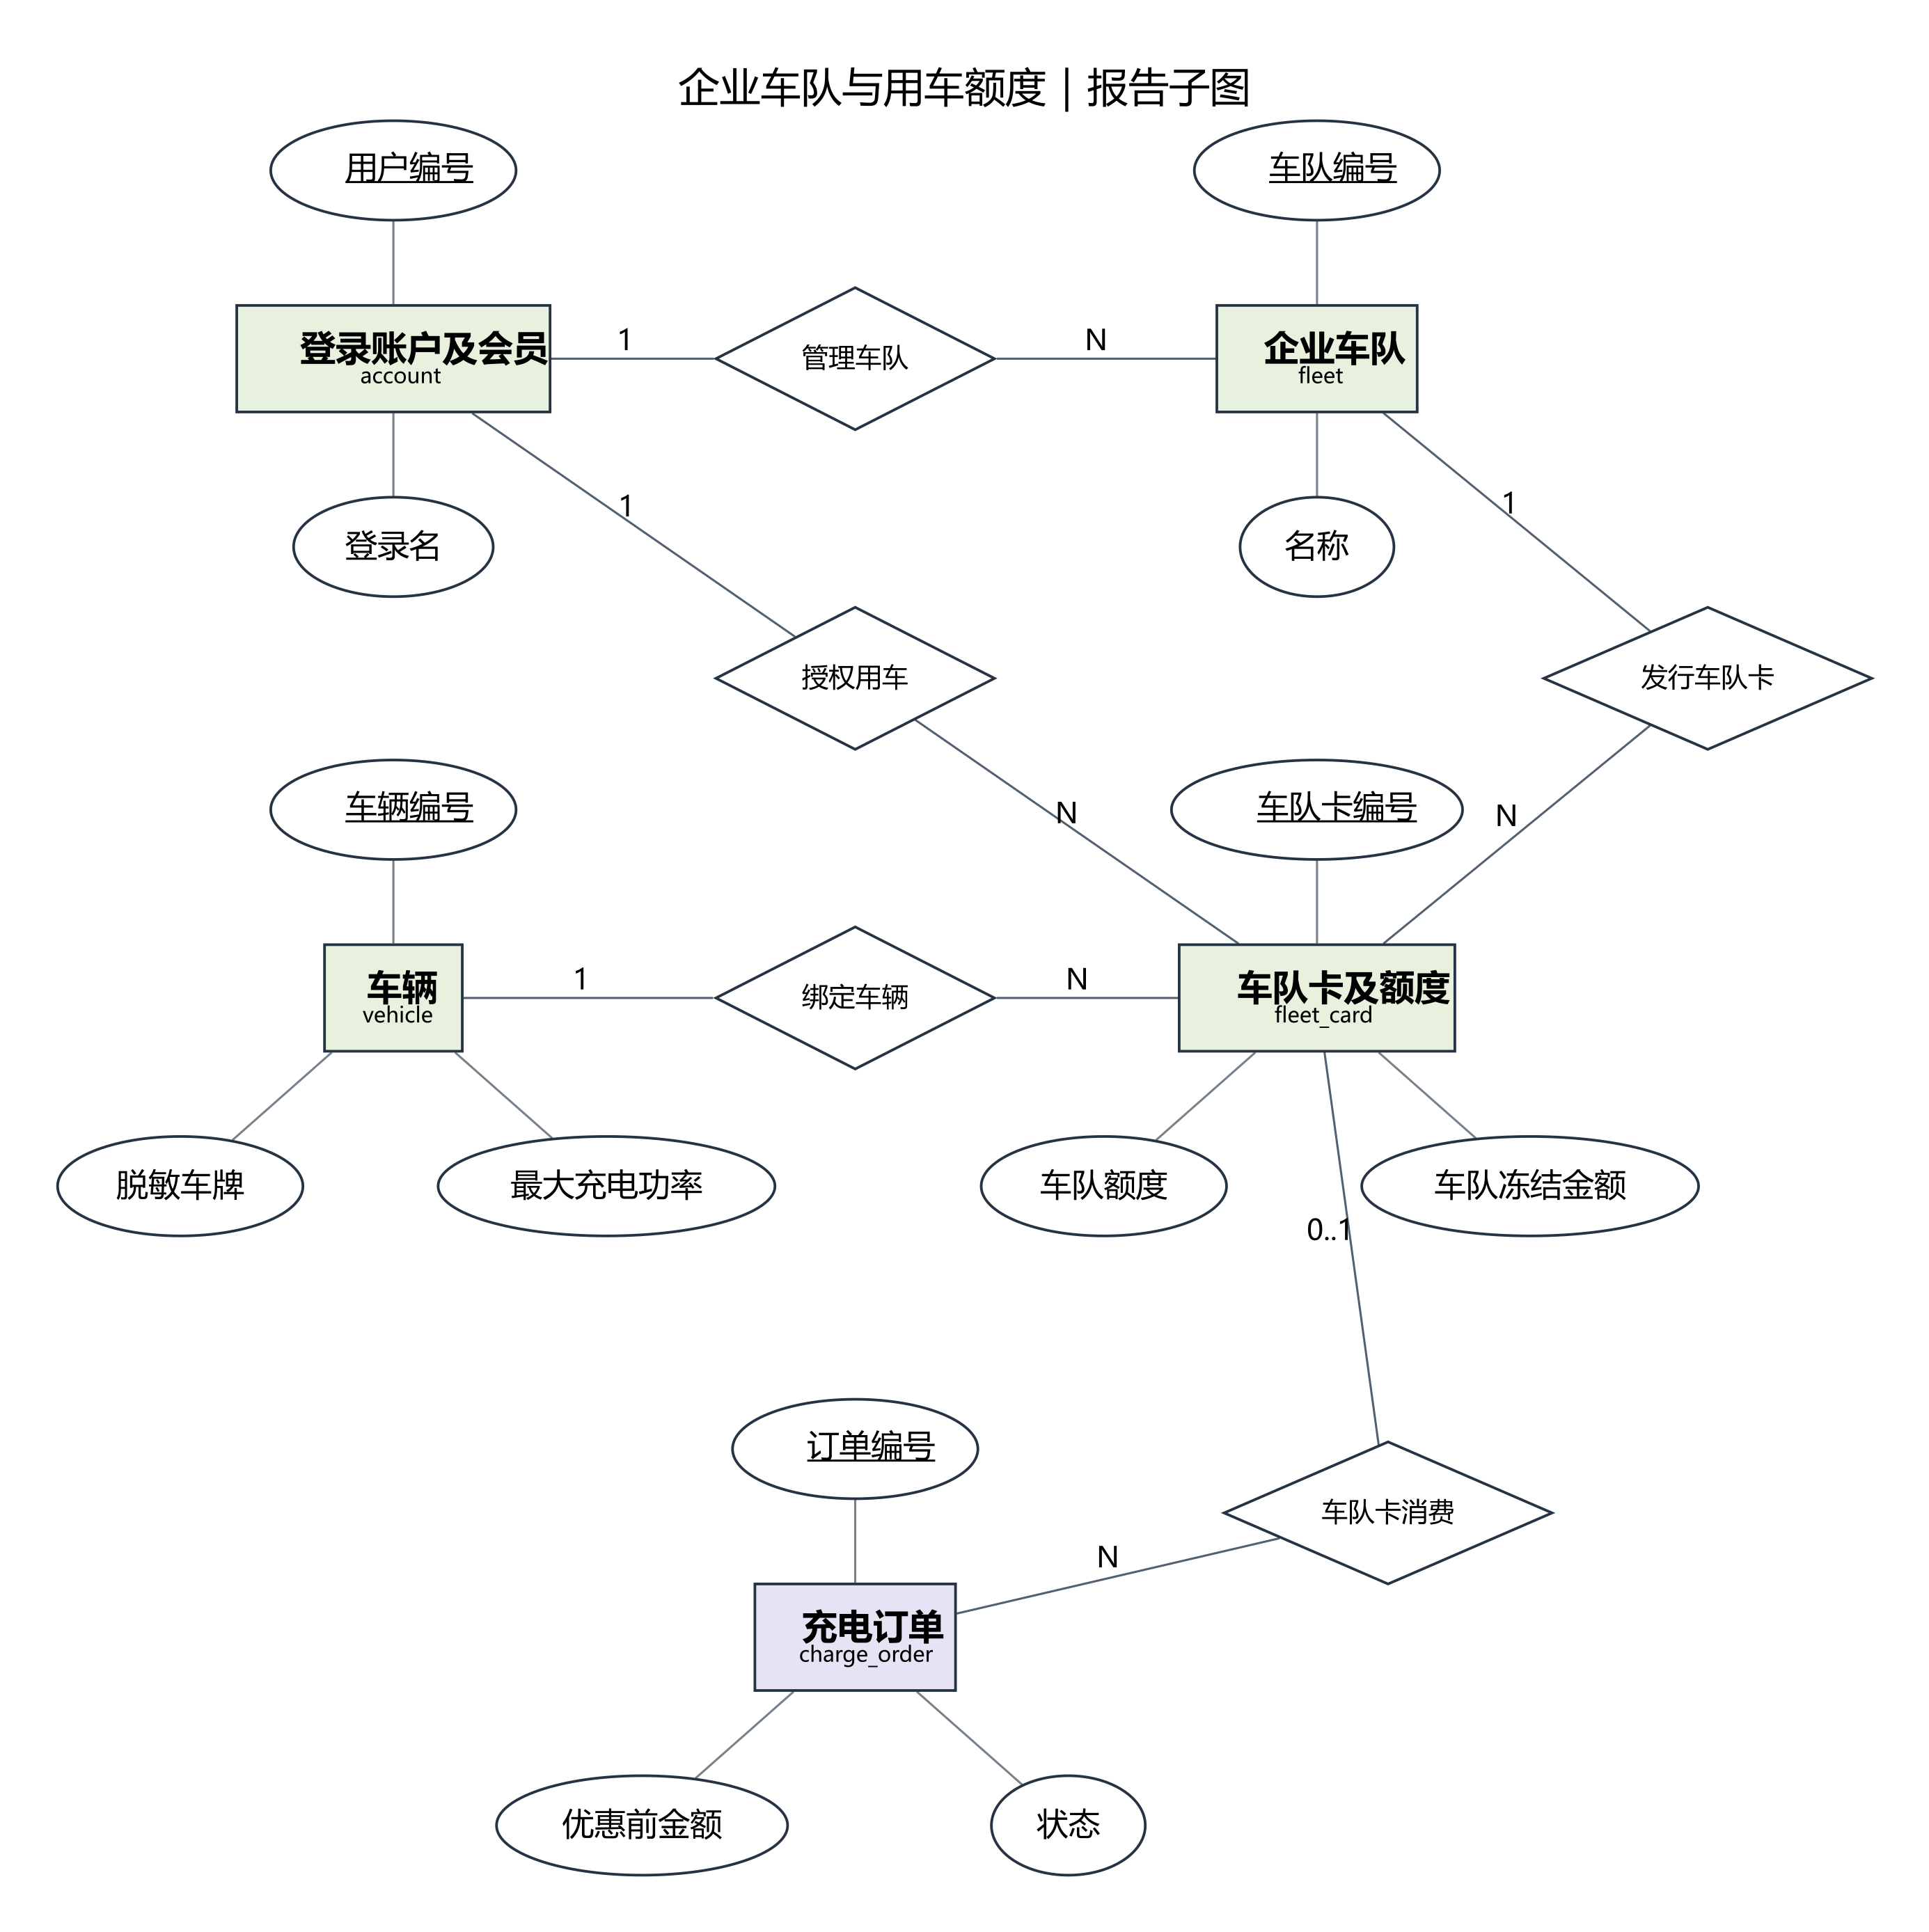 企业车队与用车额度｜报告子图
用户编号
车队编号
登录账户及会员
account
1
管理车队
N
企业车队
fleet
登录名
1
名称
1
授权用车
发行车队卡
车辆编号
N
车队卡编号
N
车辆
vehicle
1
绑定车辆
N
车队卡及额度
fleet_card
脱敏车牌
最大充电功率
车队额度
车队冻结金额
0..1
订单编号
车队卡消费
N
充电订单
charge_order
优惠前金额
状态